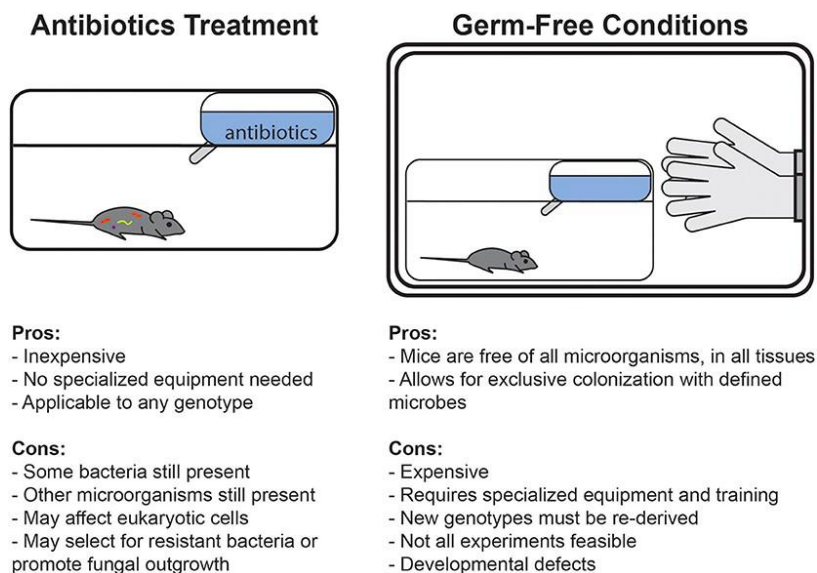 Antibiotics Treatment
antibiotics
Pros:
- Inexpensive
- No specialized equipment needed
- Applicable to any genotype
Cons:
- Some bacteria still present
- Other microorganisms still present
- May affect eukaryotic cells
- May select for resistant bacteria or
promote fungal outgrowth
Germ-Free Conditions
Pros:
- Mice are free of all microorganisms, in all tissues
- Allows for exclusive colonization with defined
microbes
Cons:
- Expensive
- Requires specialized equipment and training
- New genotypes must be re-derived
- Not all experiments feasible
- Developmental defects